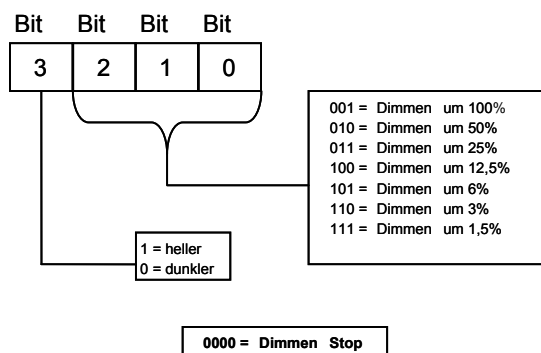 Bit Bit Bit Bit
3 2 1 0
001 = Dimmen um 100%
010 = Dimmen um 50%
011 = Dimmen um 25%
100 = Dimmen um 12,5%
101 = Dimmen um 6%
110 = Dimmen um 3%
111 = Dimmen um 1,5%
1 = heller
0 = dunkler
0000 = Dimmen Stop